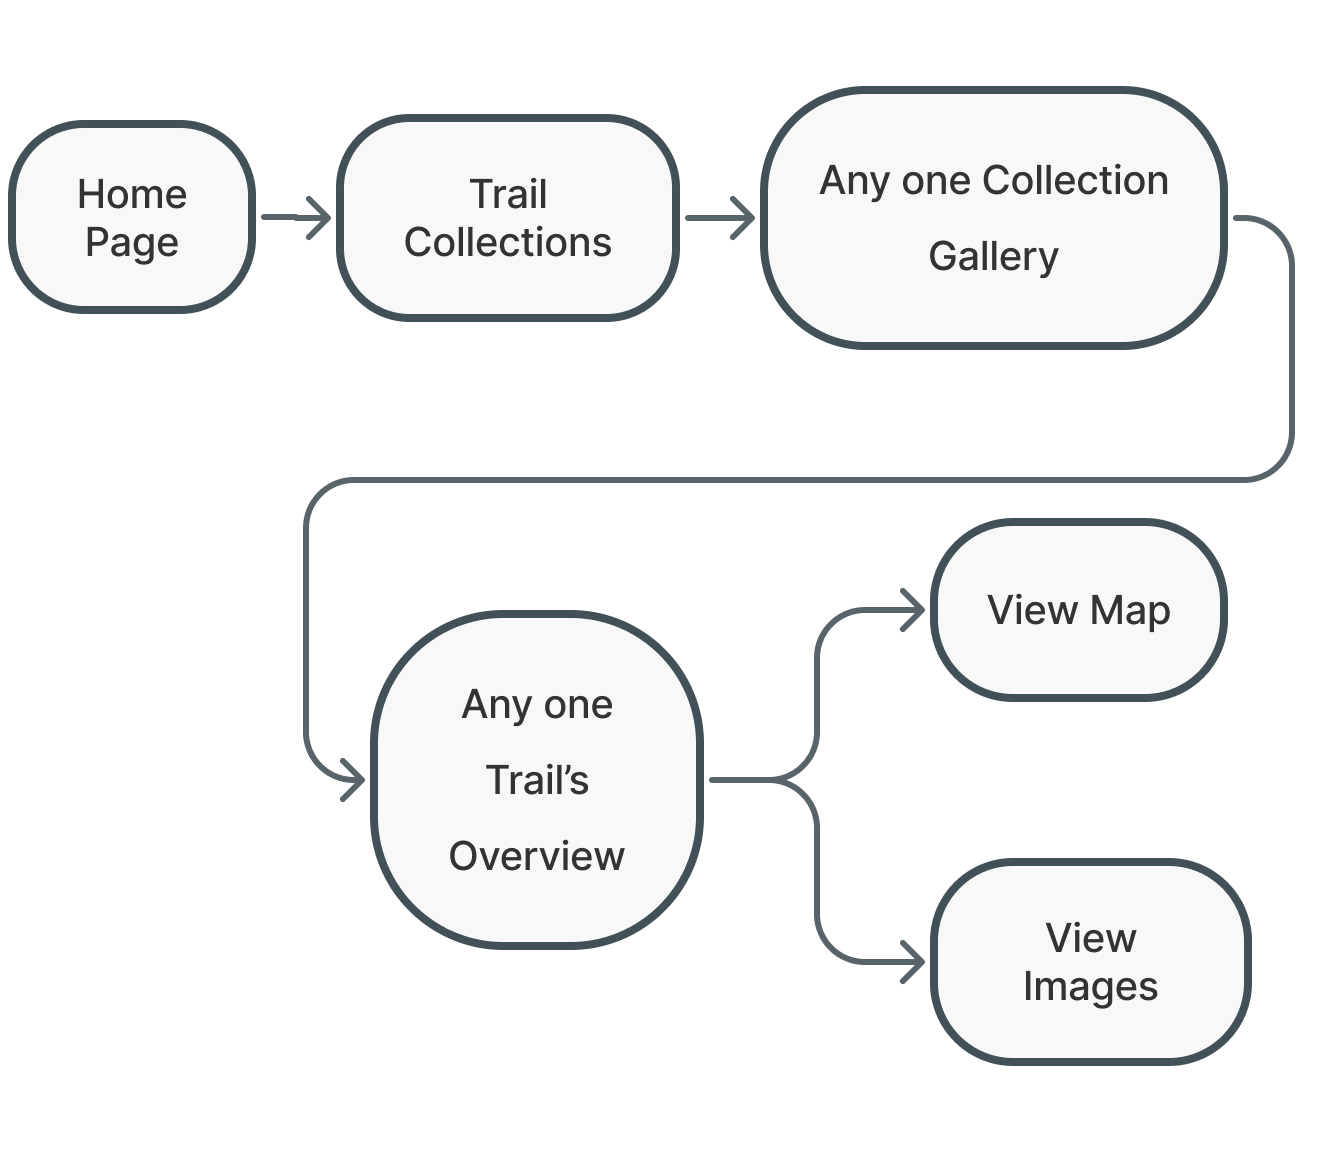 Home
Page
Trail
Collections
Any one Collection
Gallery
View Map
Any one
Trail’s
Overview
View
Images